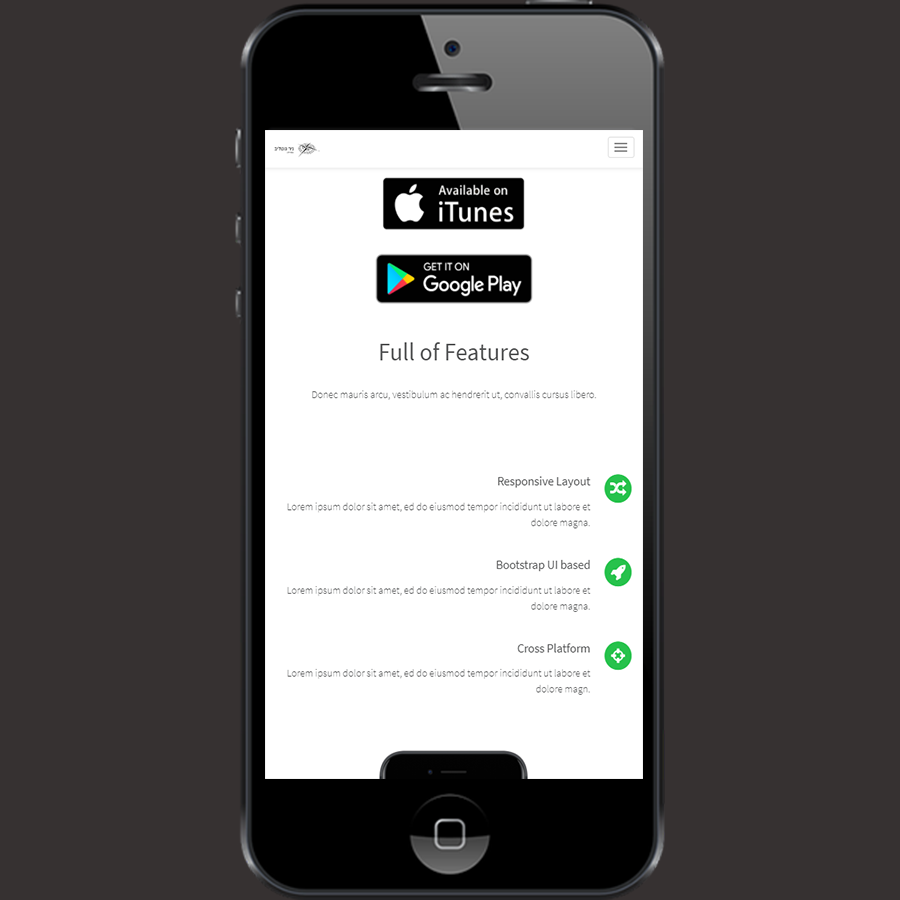 Available on
iTunes
GET IT ON
Google Play
Full of Features
Donec mauris arcu, vestibulum ac hendrerit ut, convallis cursus libero.
Responsive Layout
Lorem ipsum dolor sit amet, ed do eiusmod tempor incididunt ut labore et
dolore magna.
Bootstrap UI based
Lorem ipsum dolor sit amet, ed do eiusmod tempor incididunt ut labore et
dolore magna.
Cross Platform
Lorem ipsum dolor sit amet, ed do eiusmod tempor incididunt ut labore et
dolore magn.